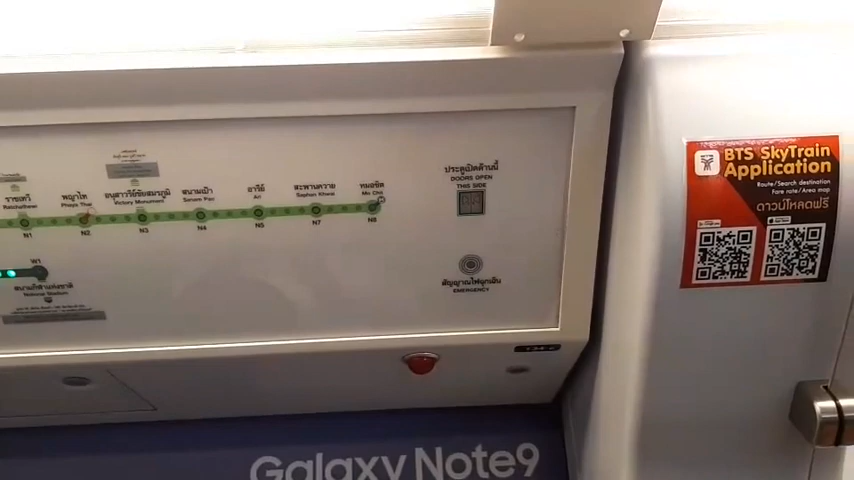 ราชเทวี
Ratchathewi
N1
พญาไท
Phaya Thai
N2
อนุสาวรีย์ชัยสมรภูมิ
Victory Monument
N3
สนามเป้า
Sanam Pao
N4
อารีย์
Ari
N5
สะพานควาย
Saphan Khwai
N7
หมอชิต
Mo Chit
N8
W1
สนามกีฬาแห่งชาติ
National Stadium
ประตูเปิดด้านนี้
DOORS OPEN
THIS SIDE
สัญญาณไฟฉุกเฉิน
EMERGENCY
BTS SkyTrain
Application
Route/Search destination
Fare rate/Area map
ดาวน์โหลดฟรี
Galaxy Note9